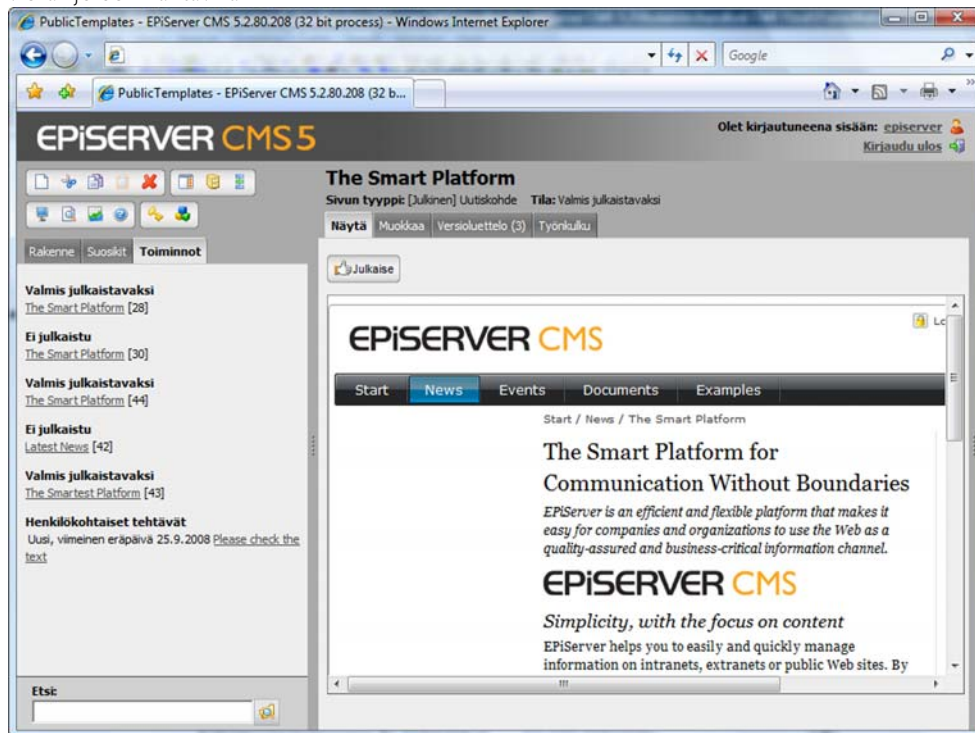 PublicTemplates - EPiServer CMS 5.2.80.208 (32 bit process) - Windows Internet Explorer
Google
PublicTemplates - EPiServer CMS 5.2.80.208 (32 b...
EPiSERVER CMS 5
Olet kirjautuneena sisään: episerver
Kirjaudu ulos
The Smart Platform
Sivun tyyppi: [Julkinen] Uutiskohde Tila: Valmis julkaistavaksi
Näytä Muokkaa Versioluettelo (3) Työnkulku
Rakenne Suosikit Toiminnot
Julkaise
Valmis julkaistavaksi
The Smart Platform [28]
Ei julkaistu
The Smart Platform [30]
Valmis julkaistavaksi
The Smart Platform [44]
Ei julkaistu
Latest News [42]
Valmis julkaistavaksi
The Smartest Platform [43]
Henkilökohtaiset tehtävät
Uusi, viimeinen eräpäivä 25.9.2008 Please check the
text
Etsi:
EPiSERVER CMS
Start News Events Documents Examples
Start / News / The Smart Platform
The Smart Platform for
Communication Without Boundaries
EPiServer is an efficient and flexible platform that makes it
easy for companies and organizations to use the Web as a
quality-assured and business-critical information channel.
EPiSERVER CMS
Simplicity, with the focus on content
EPiServer helps you to easily and quickly manage
information on intranets, extranets or public Web sites. By